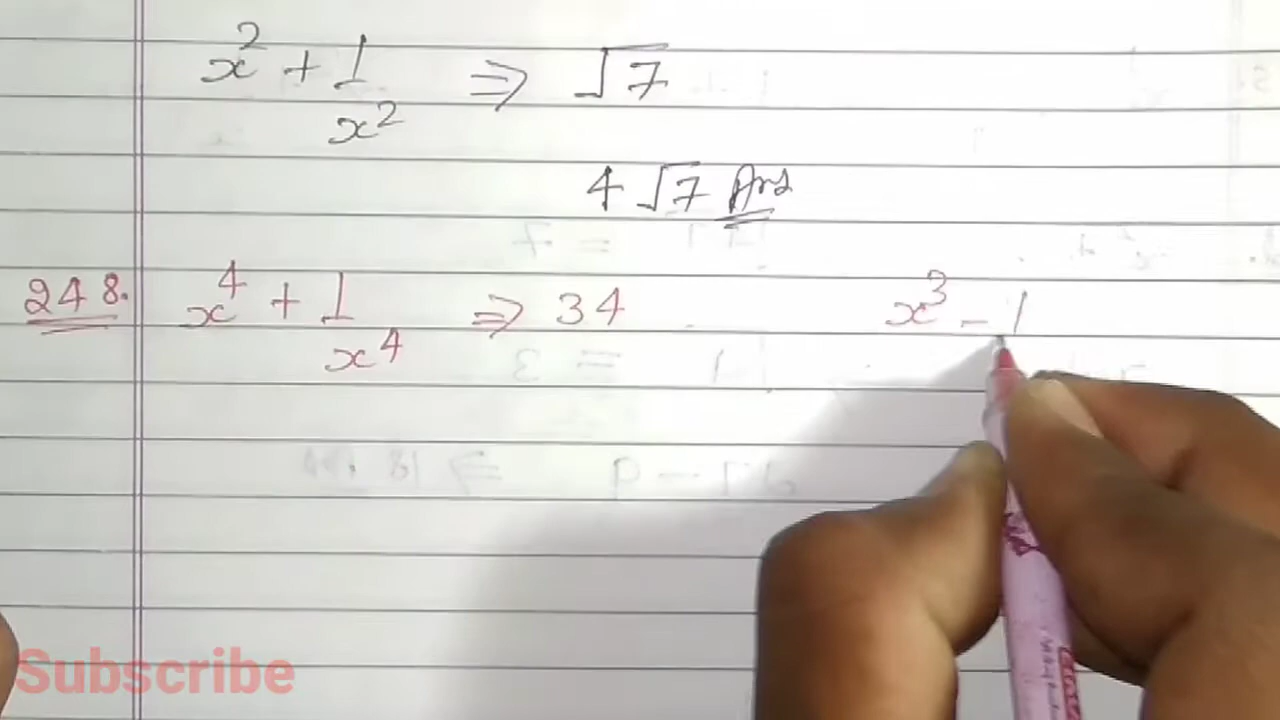 x² + 1/x² ⇒ √7
4√7 Ans
248. x⁴ + 1/x⁴ ⇒ 34 x³ - 1
Subscribe